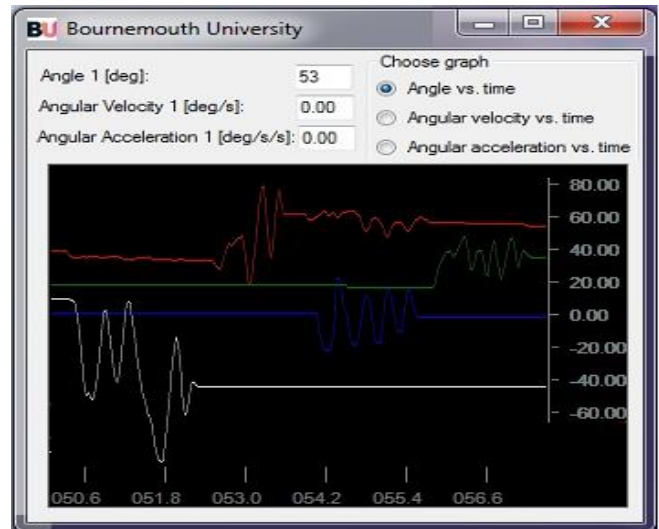 BU Bournemouth University
Angle 1 [deg]: 53
Angular Velocity 1 [deg/s]: 0.00
Angular Acceleration 1 [deg/s/s]: 0.00
Choose graph
Angle vs. time
Angular velocity vs. time
Angular acceleration vs. time
80.00
60.00
40.00
20.00
0.00
-20.00
-40.00
-60.00
050.6 051.8 053.0 054.2 055.4 056.6